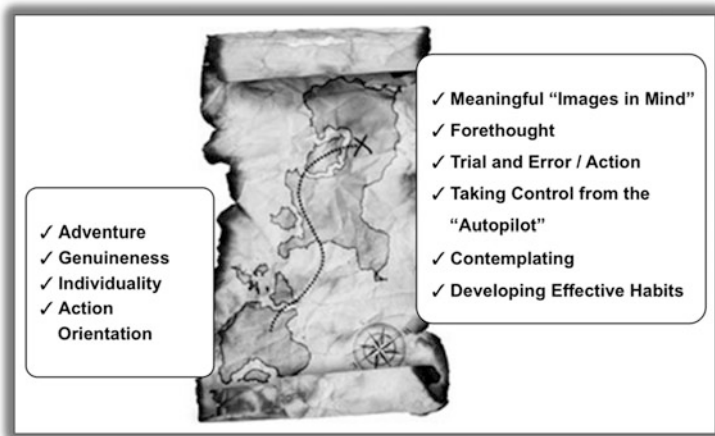 ✓ Adventure
✓ Genuineness
✓ Individuality
✓ Action
Orientation
✓ Meaningful “Images in Mind”
✓ Forethought
✓ Trial and Error / Action
✓ Taking Control from the
“Autopilot”
✓ Contemplating
✓ Developing Effective Habits